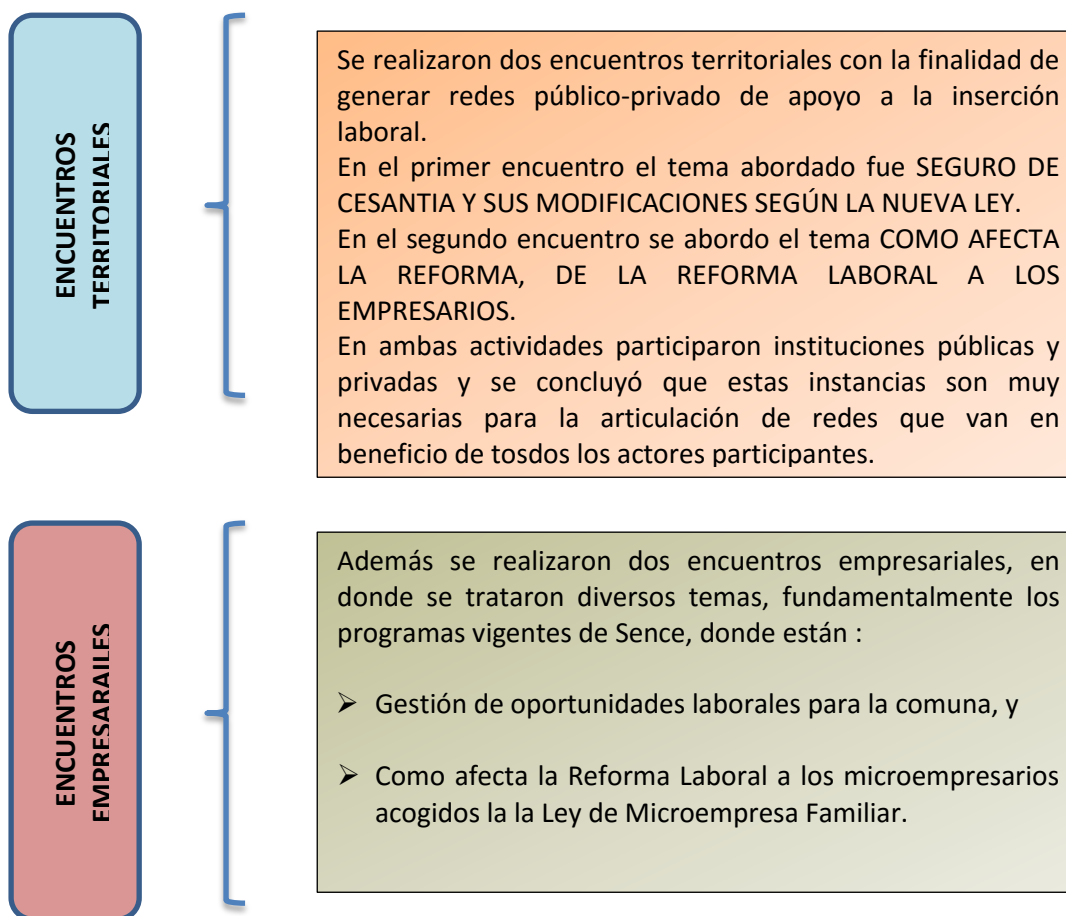 ENCUENTROS
TERRITORIALES
Se realizaron dos encuentros territoriales con la finalidad de
generar redes público-privado de apoyo a la inserción
laboral.
En el primer encuentro el tema abordado fue SEGURO DE
CESANTIA Y SUS MODIFICACIONES SEGÚN LA NUEVA LEY.
En el segundo encuentro se abordo el tema COMO AFECTA
LA REFORMA, DE LA REFORMA LABORAL A LOS
EMPRESARIOS.
En ambas actividades participaron instituciones públicas y
privadas y se concluyó que estas instancias son muy
necesarias para la articulación de redes que van en
beneficio de tosdos los actores participantes.
ENCUENTROS
EMPRESARAILES
Además se realizaron dos encuentros empresariales, en
donde se trataron diversos temas, fundamentalmente los
programas vigentes de Sence, donde están :
➢ Gestión de oportunidades laborales para la comuna, y
➢ Como afecta la Reforma Laboral a los microempresarios
acogidos la la Ley de Microempresa Familiar.